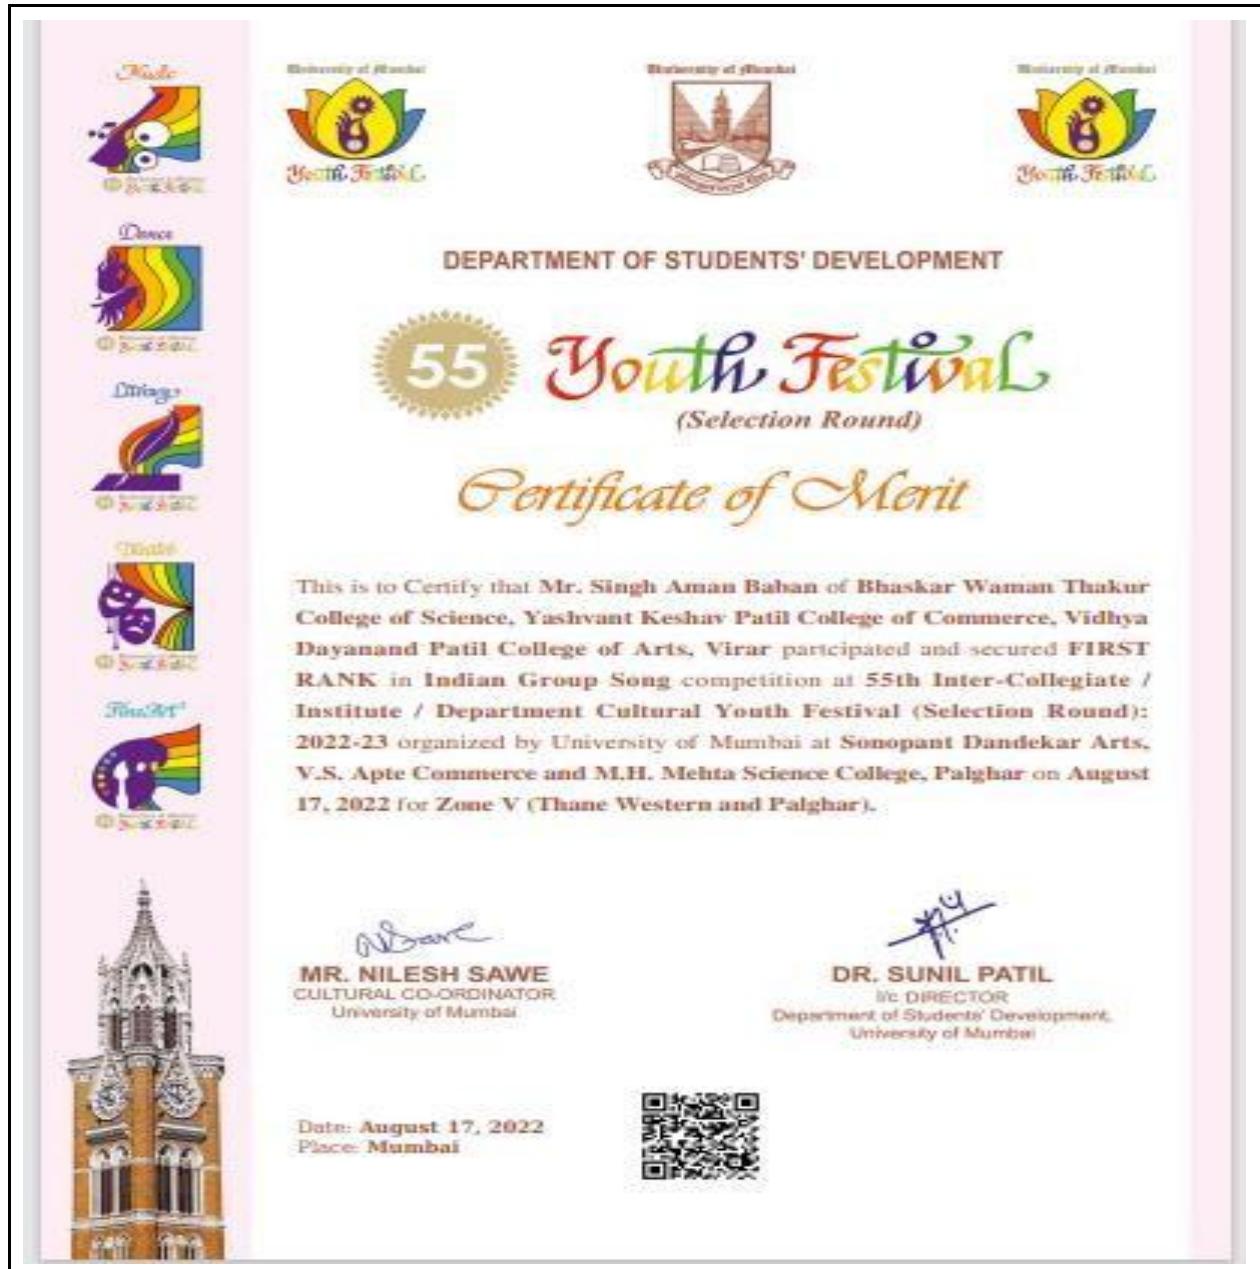 Music
University of Mumbai
University of Mumbai
University of Mumbai
Youth Festival
Youth Festival
Dance
DEPARTMENT OF STUDENTS' DEVELOPMENT
55 Youth Festival
(Selection Round)
Literary
Certificate of Merit
Theatre
This is to Certify that Mr. Singh Aman Baban of Bhaskar Waman Thakur
College of Science, Yashvant Keshav Patil College of Commerce, Vidhya
Dayanand Patil College of Arts, Virar partcipated and secured FIRST
RANK in Indian Group Song competition at 55th Inter-Collegiate /
Institute / Department Cultural Youth Festival (Selection Round):
2022-23 organized by University of Mumbai at Sonopant Dandekar Arts,
V.S. Apte Commerce and M.H. Mehta Science College, Palghar on August
17, 2022 for Zone V (Thane Western and Palghar).
Fine Art
MR. NILESH SAWE
CULTURAL CO-ORDINATOR
University of Mumbai
DR. SUNIL PATIL
I/c DIRECTOR
Department of Students' Development,
University of Mumbai
Date: August 17, 2022
Place: Mumbai